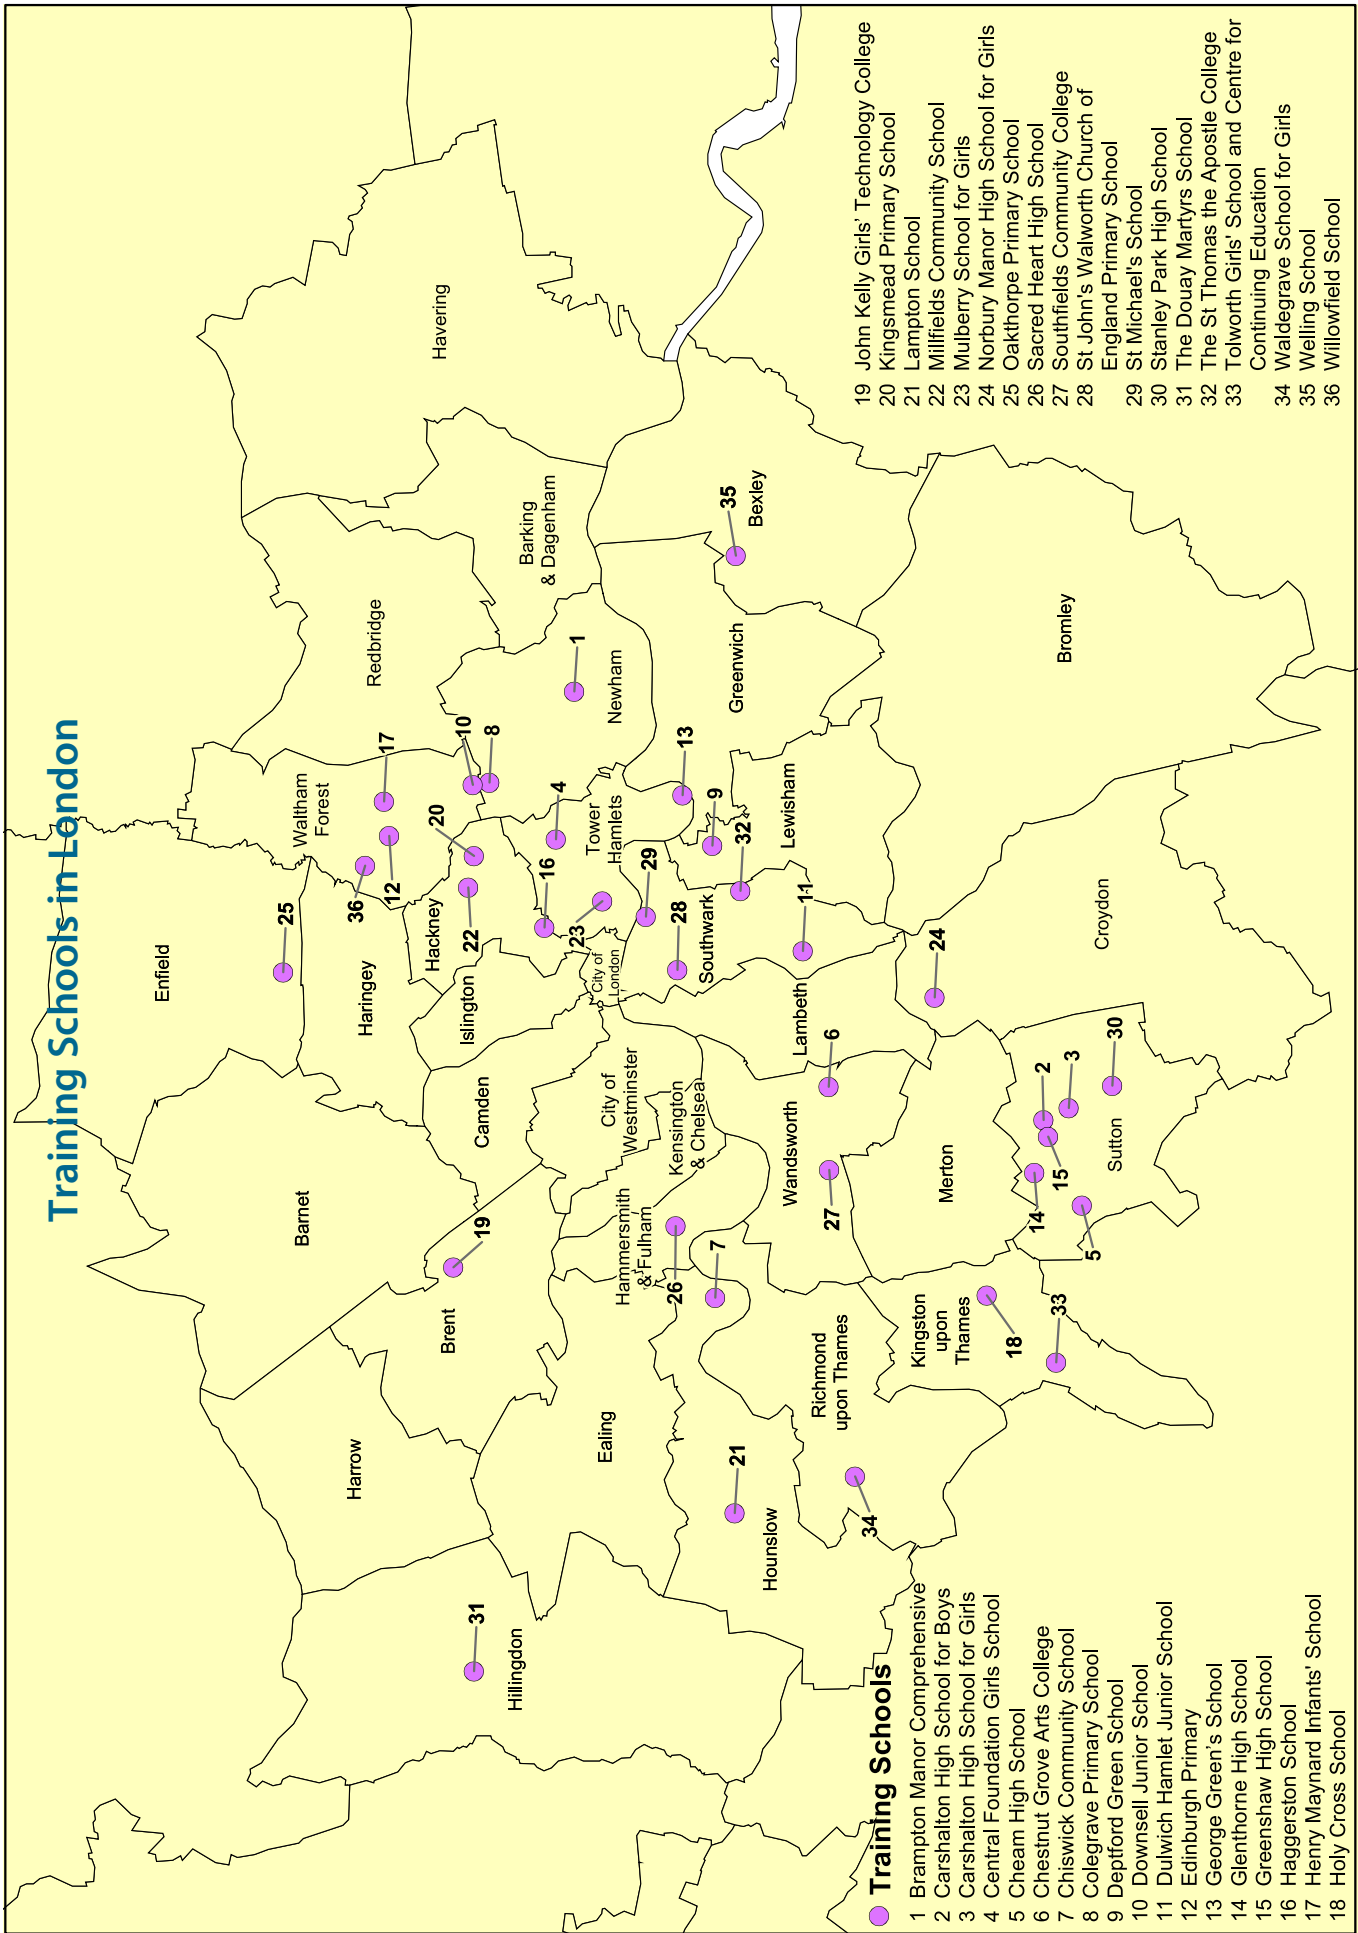 Training Schools in London
Enfield
25
Barnet
Haringey
36
12
17
Waltham
Forest
Redbridge
Havering
Harrow
Brent
19
Camden
Islington
Hackney
22
20
10
8
Barking
& Dagenham
31
Hillingdon
Ealing
Hammersmith
& Fulham
City of
Westminster
Kensington
& Chelsea
City of
London
16
23
4
Tower
Hamlets
1
Newham
26
7
28
29
13
Southwark
9
32
Greenwich
35
Bexley
21
Hounslow
Richmond
upon Thames
34
Wandsworth
27
6
Lambeth
11
Lewisham
Kingston
upon
Thames
18
33
Merton
24
14
15
2
3
30
5
Sutton
Croydon
Bromley
Training Schools
1 Brampton Manor Comprehensive
2 Carshalton High School for Boys
3 Carshalton High School for Girls
4 Central Foundation Girls School
5 Cheam High School
6 Chestnut Grove Arts College
7 Chiswick Community School
8 Colegrave Primary School
9 Deptford Green School
10 Downsell Junior School
11 Dulwich Hamlet Junior School
12 Edinburgh Primary
13 George Green's School
14 Glenthorne High School
15 Greenshaw High School
16 Haggerston School
17 Henry Maynard Infants' School
18 Holy Cross School
19 John Kelly Girls' Technology College
20 Kingsmead Primary School
21 Lampton School
22 Millfields Community School
23 Mulberry School for Girls
24 Norbury Manor High School for Girls
25 Oakthorpe Primary School
26 Sacred Heart High School
27 Southfields Community College
28 St John's Walworth Church of
England Primary School
29 St Michael's School
30 Stanley Park High School
31 The Douay Martyrs School
32 The St Thomas the Apostle College
33 Tolworth Girls' School and Centre for
Continuing Education
34 Waldegrave School for Girls
35 Welling School
36 Willowfield School